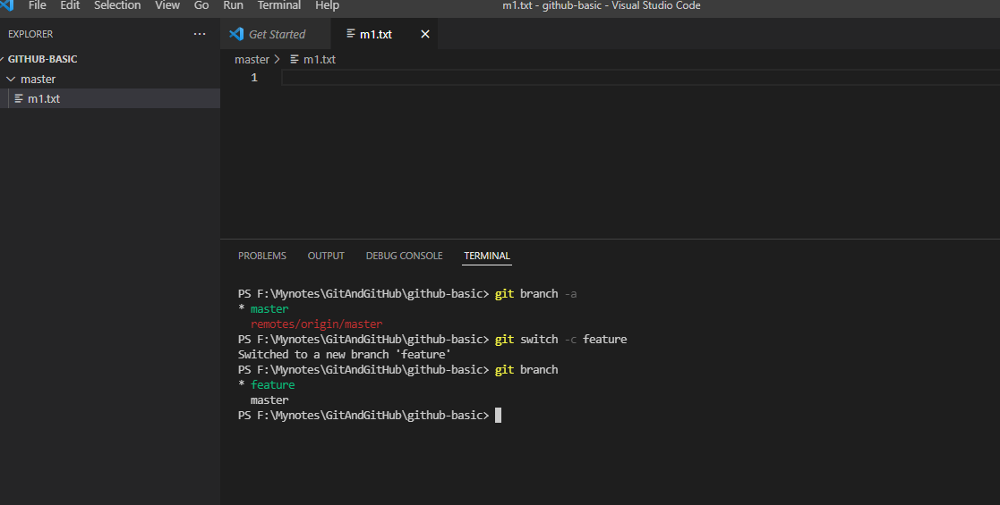 File Edit Selection View Go Run Terminal Help m1.txt - github-basic - Visual Studio Code
EXPLORER ...
GITHUB-BASIC
master
m1.txt
Get Started m1.txt
master > m1.txt
1
PROBLEMS OUTPUT DEBUG CONSOLE TERMINAL
PS F:\Mynotes\GitAndGitHub\github-basic> git branch -a
* master
remotes/origin/master
PS F:\Mynotes\GitAndGitHub\github-basic> git switch -c feature
Switched to a new branch 'feature'
PS F:\Mynotes\GitAndGitHub\github-basic> git branch
* feature
master
PS F:\Mynotes\GitAndGitHub\github-basic>